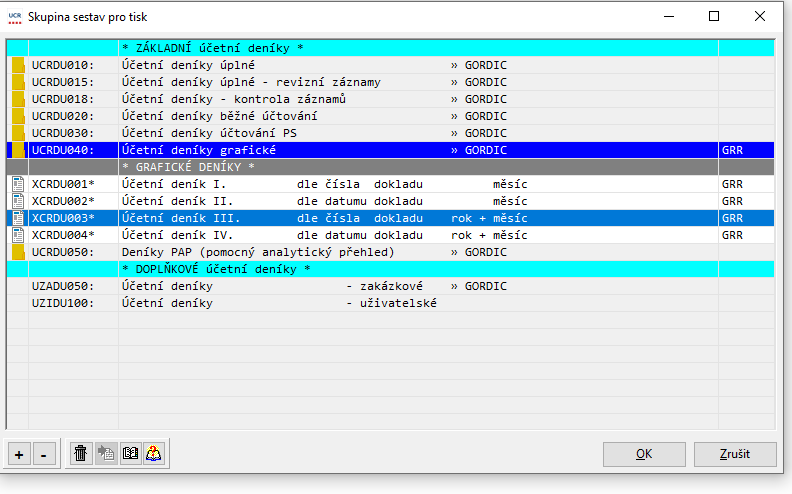 UCR Skupina sestav pro tisk
* ZÁKLADNÍ účetní deníky *
UCRDU010: Účetní deníky úplné » GORDIC
UCRDU015: Účetní deníky úplné - revizní záznamy » GORDIC
UCRDU018: Účetní deníky - kontrola záznamů » GORDIC
UCRDU020: Účetní deníky běžné účtování » GORDIC
UCRDU030: Účetní deníky účtování PS » GORDIC
UCRDU040: Účetní deníky grafické » GORDIC GRR
* GRAFICKÉ DENÍKY *
XCRDU001* Účetní deník I. dle čísla dokladu měsíc GRR
XCRDU002* Účetní deník II. dle datumu dokladu měsíc GRR
XCRDU003* Účetní deník III. dle čísla dokladu rok + měsíc GRR
XCRDU004* Účetní deník IV. dle datumu dokladu rok + měsíc GRR
UCRDU050: Deníky PAP (pomocný analytický přehled) » GORDIC
* DOPLŇKOVÉ účetní deníky *
UZADU050: Účetní deníky - zakázkové » GORDIC
UZIDU100: Účetní deníky - uživatelské
+ - OK Zrušit